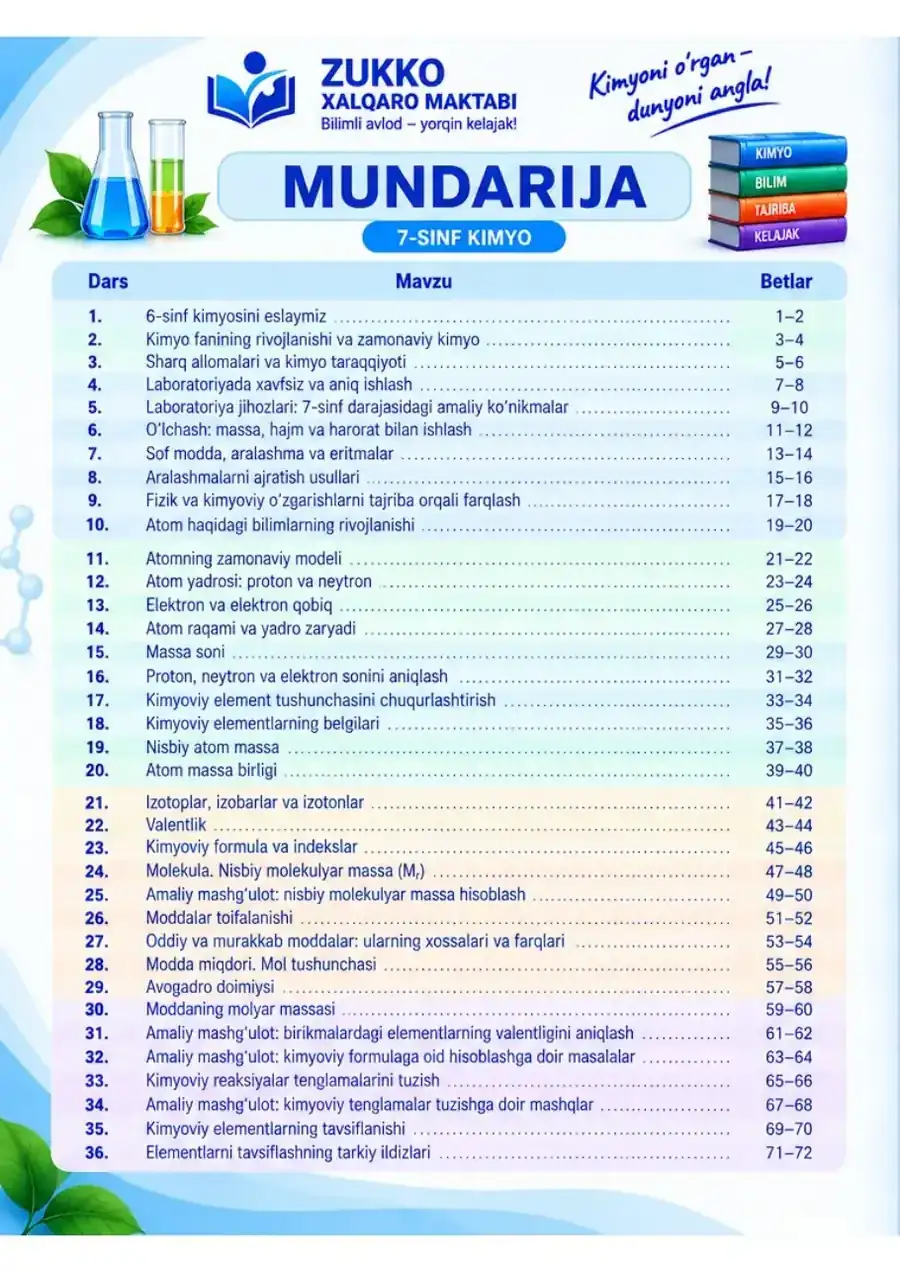 ZUKKO
XALQARO MAKTABI
Bilimli avlod – yorqin kelajak!
Kimyoni o‘rgan –
dunyoni angla!
KIMYO
BILIM
TAJRIBA
KELAJAK
MUNDARIJA
7-SINF KIMYO
Dars Mavzu Betlar
1. 6-sinf kimyosini eslaymiz 1–2
2. Kimyo fanining rivojlanishi va zamonaviy kimyo 3–4
3. Sharq allomalari va kimyo taraqqiyoti 5–6
4. Laboratoriyada xavfsiz va aniq ishlash 7–8
5. Laboratoriya jihozlari: 7-sinf darajasidagi amaliy ko‘nikmalar 9–10
6. O‘lchash: massa, hajm va harorat bilan ishlash 11–12
7. Sof modda, aralashma va eritmalar 13–14
8. Aralashmalarni ajratish usullari 15–16
9. Fizik va kimyoviy o‘zgarishlarni tajriba orqali farqlash 17–18
10. Atom haqidagi bilimlarning rivojlanishi 19–20
11. Atomning zamonaviy modeli 21–22
12. Atom yadrosi: proton va neytron 23–24
13. Elektron va elektron qobiq 25–26
14. Atom raqami va yadro zaryadi 27–28
15. Massa soni 29–30
16. Proton, neytron va elektron sonini aniqlash 31–32
17. Kimyoviy element tushunchasini chuqurlashtirish 33–34
18. Kimyoviy elementlarning belgilari 35–36
19. Nisbiy atom massa 37–38
20. Atom massa birligi 39–40
21. Izotoplar, izobarlar va izotonlar 41–42
22. Valentlik 43–44
23. Kimyoviy formula va indekslar 45–46
24. Molekula. Nisbiy molekulyar massa (Mᵣ) 47–48
25. Amaliy mashg‘ulot: nisbiy molekulyar massa hisoblash 49–50
26. Moddalar toifalanishi 51–52
27. Oddiy va murakkab moddalar: ularning xossalari va farqlari 53–54
28. Modda miqdori. Mol tushunchasi 55–56
29. Avogadro doimiysi 57–58
30. Moddaning molyar massasi 59–60
31. Amaliy mashg‘ulot: birikmalardagi elementlarning valentligini aniqlash 61–62
32. Amaliy mashg‘ulot: kimyoviy formulaga oid hisoblashga doir masalalar 63–64
33. Kimyoviy reaksiyalar tenglamalarini tuzish 65–66
34. Amaliy mashg‘ulot: kimyoviy tenglamalar tuzishga doir mashqlar 67–68
35. Kimyoviy elementlarning tavsiflanishi 69–70
36. Elementlarni tavsiflashning tarkiy ildizlari 71–72